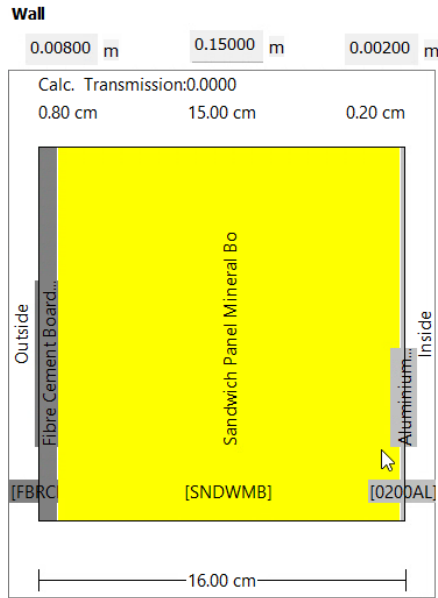 Wall
0.00800 m 0.15000 m 0.00200 m
Calc. Transmission:0.0000
0.80 cm 15.00 cm 0.20 cm
Outside
Fibre Cement Board...
Sandwich Panel Mineral Bo
Aluminium...
Inside
[FBRC [SNDWMB] [0200AL]
16.00 cm